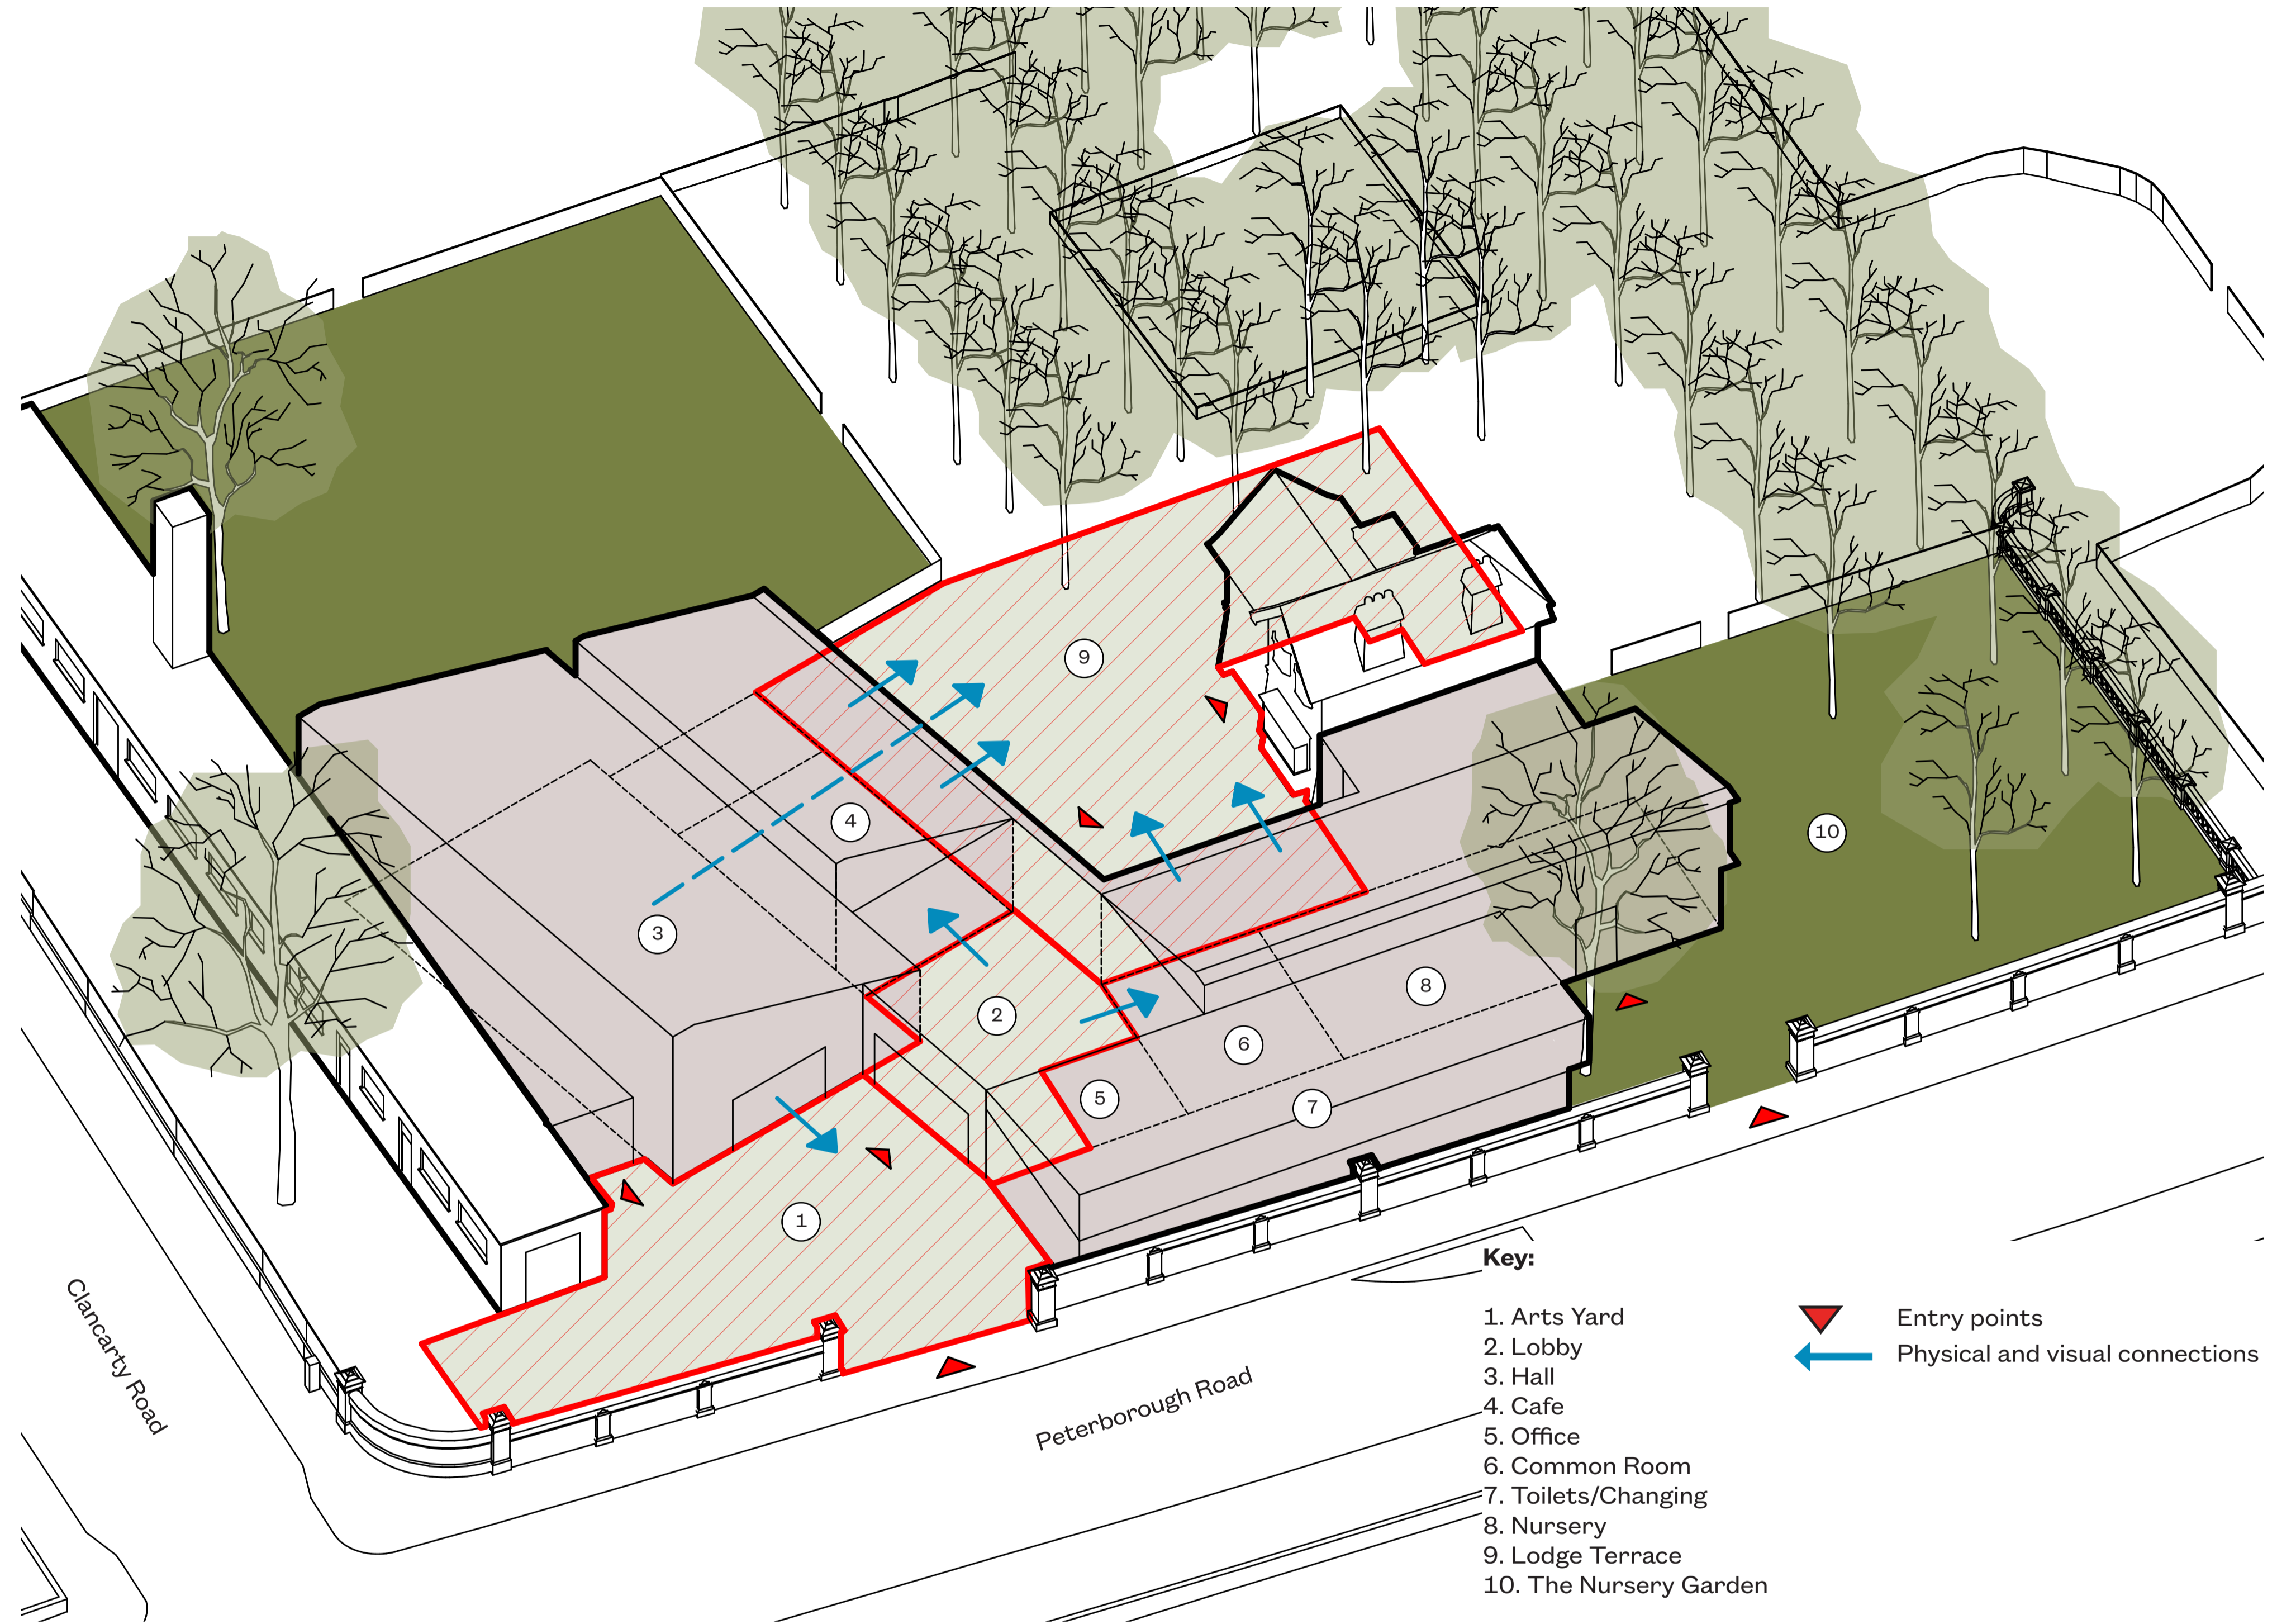 9
4
10
3
2
8
6
5
7
1
Clancarty Road
Peterborough Road
Key:
1. Arts Yard
2. Lobby
3. Hall
4. Cafe
5. Office
6. Common Room
7. Toilets/Changing
8. Nursery
9. Lodge Terrace
10. The Nursery Garden
Entry points
Physical and visual connections